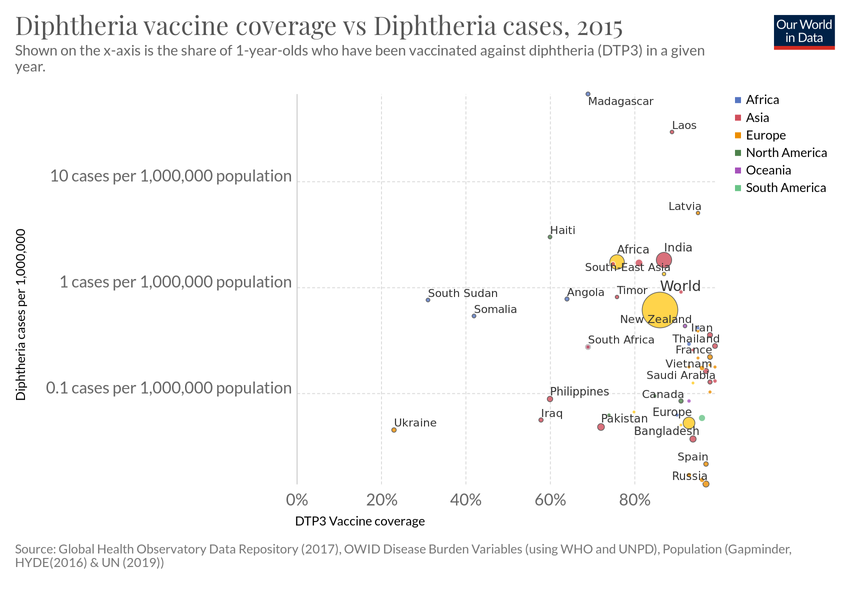 Diphtheria vaccine coverage vs Diphtheria cases, 2015
Our World
in Data
Shown on the x-axis is the share of 1-year-olds who have been vaccinated against diphtheria (DTP3) in a given
year.
Africa
Asia
Europe
North America
Oceania
South America
Madagascar
Laos
10 cases per 1,000,000 population
Latvia
Haiti
Africa
India
South-East Asia
1 cases per 1,000,000 population
World
South Sudan
Angola
Timor
Somalia
New Zealand
Iran
South Africa
Thailand
France
Vietnam
Saudi Arabia
0.1 cases per 1,000,000 population
Philippines
Canada
Iraq
Pakistan
Europe
Ukraine
Bangladesh
Spain
Russia
Diphtheria cases per 1,000,000
0%
20%
40%
60%
80%
DTP3 Vaccine coverage
Source: Global Health Observatory Data Repository (2017), OWID Disease Burden Variables (using WHO and UNPD), Population (Gapminder,
HYDE(2016) & UN (2019))